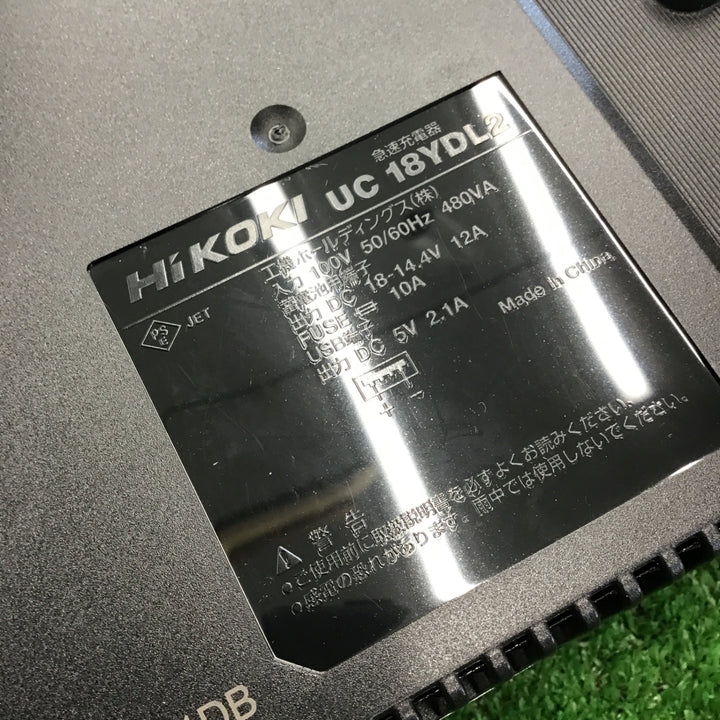 急速充電器
HiKOKI UC 18YDL2
工機ホールディングス(株)
入力 100V 50/60Hz 480VA
蓄電池用端子
出力 DC 18-14.4V 12A
FUSE 10A
USB端子
出力 DC 5V 2.1A
Made in China
PS E JET
+ -
警告
ご使用前に取扱説明書を必ずよくお読みください。
感電の恐れがあります。雨中では使用しないでください。
DB